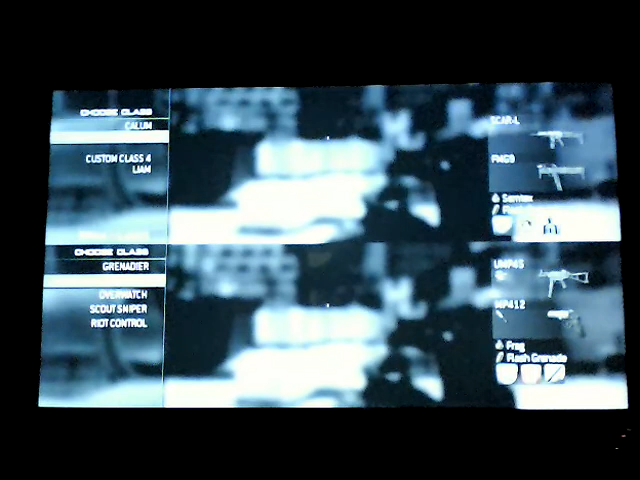 CHOOSE CLASS
CALUM
CUSTOM CLASS 4
LIAM
SCAR-L
FMG9
Semtex
CHOOSE CLASS
GRENADIER
OVERWATCH
SCOUT SNIPER
RIOT CONTROL
UMP45
MP412
Frag
Flash Grenade